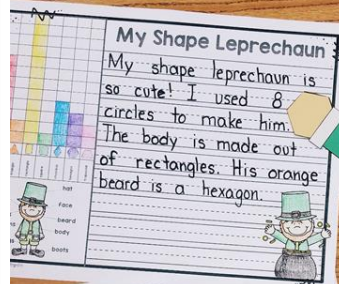 My Shape Leprechaun
My shape leprechaun is
so cute! I used 8
circles to make him.
The body is made out
of rectangles. His orange
beard is a hexagon.
hat
face
beard
body
boots